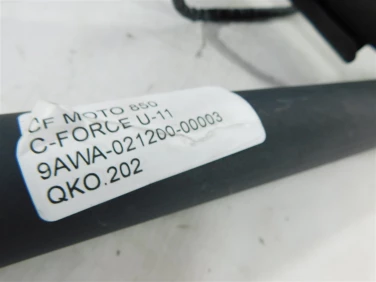 CF MOTO 850
C-FORCE U-11
9AWA-021200-00003
QKO.202